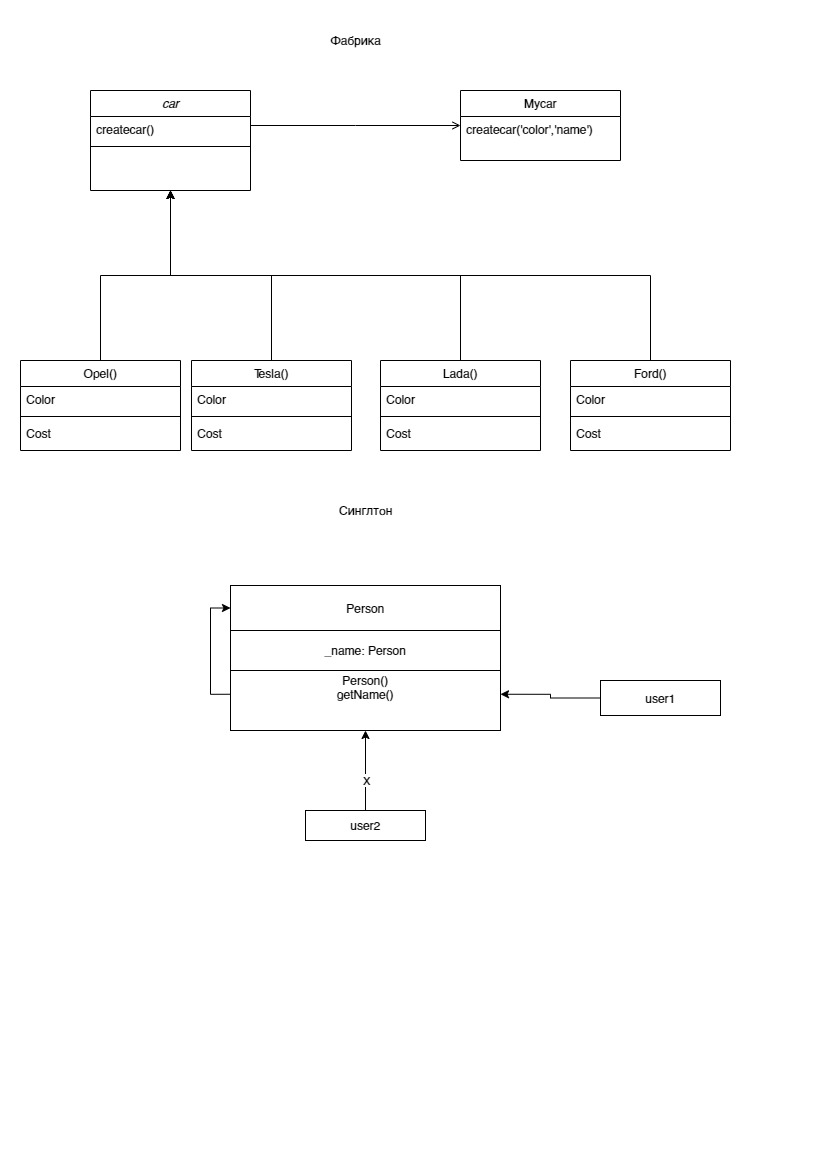 Фабрика
car
Mycar
createcar()
createcar('color','name')
Opel()
Tesla()
Lada()
Ford()
Color
Color
Color
Color
Cost
Cost
Cost
Cost
Синглтон
Person
_name: Person
Person()
getName()
user1
X
user2